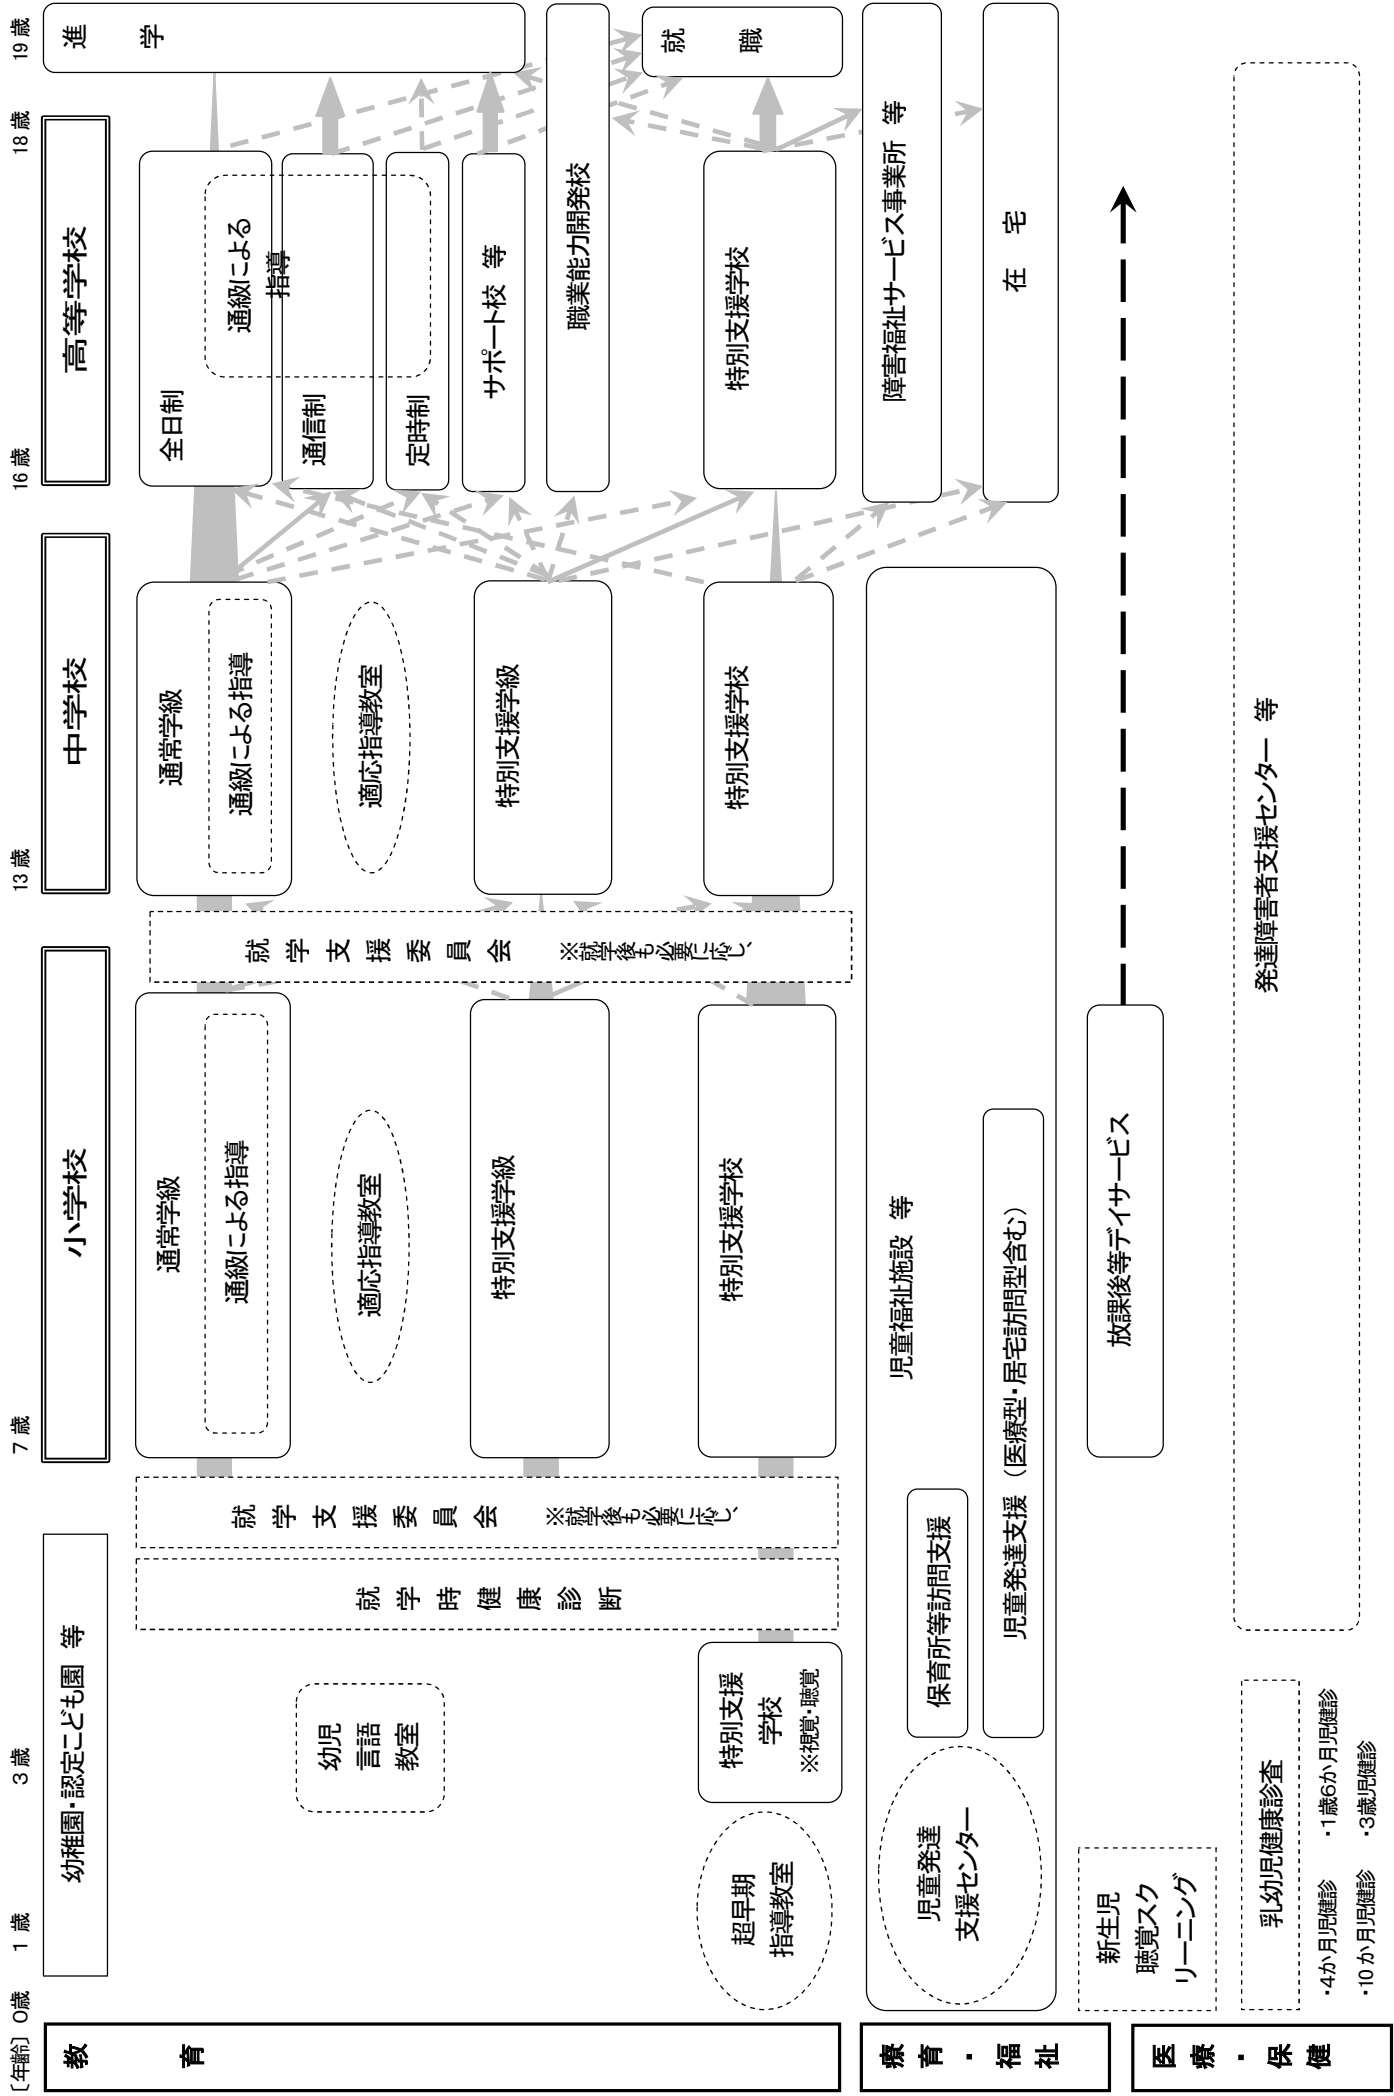 〔年齢〕 0歳 1 歳 3 歳 7 歳 13 歳 16 歳 18 歳 19 歳
教 育
幼稚園・認定こども園 等
小学校
中学校
高等学校
進 学
幼児
言語
教室
超早期
指導教室
特別支援
学校
※視覚・聴覚
就学時健康診断
就学支援委員会 ※就学後も必要に応じ、
通常学級
通級による指導
適応指導教室
特別支援学級
特別支援学校
就学支援委員会 ※就学後も必要に応じ、
通常学級
通級による指導
適応指導教室
特別支援学級
特別支援学校
全日制
通級による
指導
通信制
定時制
サポート校 等
職業能力開発校
特別支援学校
就 職
療育・福祉
児童発達
支援センター
児童福祉施設 等
保育所等訪問支援
児童発達支援（医療型・居宅訪問型含む）
障害福祉サービス事業所 等
在 宅
放課後等デイサービス
医療・保健
新生児
聴覚スク
リーニング
乳幼児健康診査
・4か月児健診 ・1歳6か月児健診
・10か月児健診 ・3歳児健診
発達障害者支援センター 等